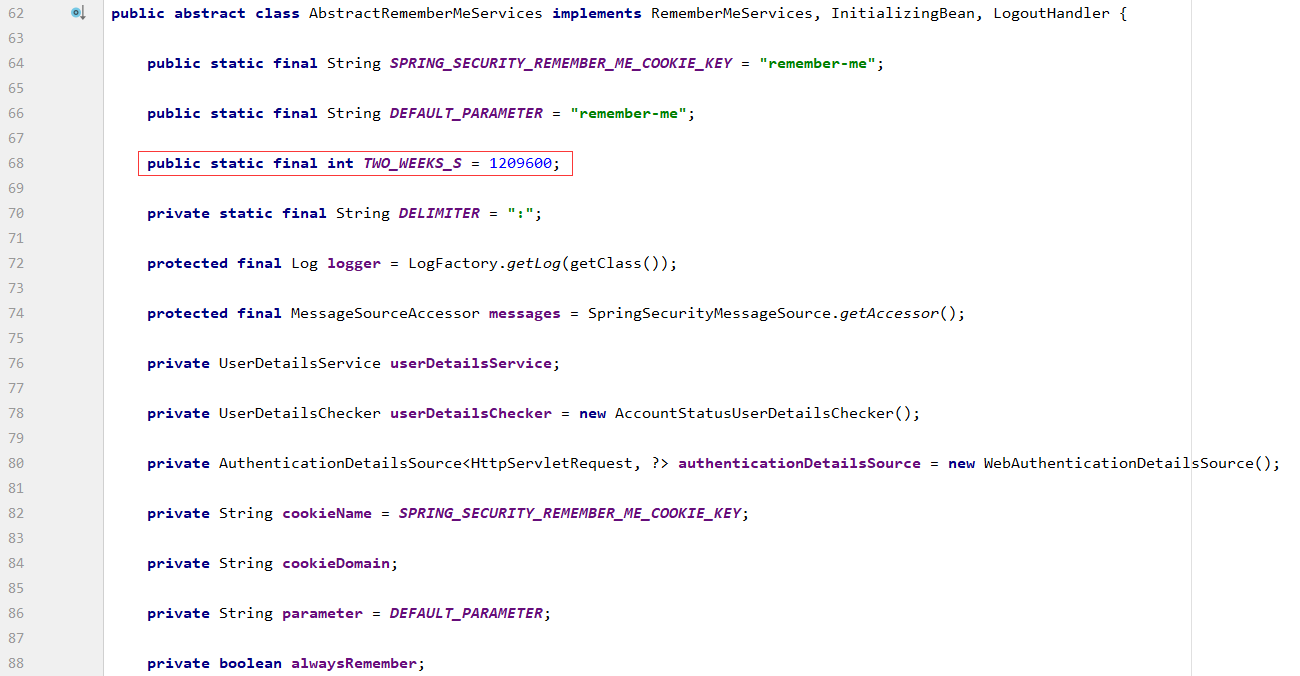 62 public abstract class AbstractRememberMeServices implements RememberMeServices, InitializingBean, LogoutHandler {
63
64 public static final String SPRING_SECURITY_REMEMBER_ME_COOKIE_KEY = "remember-me";
65
66 public static final String DEFAULT_PARAMETER = "remember-me";
67
68 public static final int TWO_WEEKS_S = 1209600;
69
70 private static final String DELIMITER = ":";
71
72 protected final Log logger = LogFactory.getLog(getClass());
73
74 protected final MessageSourceAccessor messages = SpringSecurityMessageSource.getAccessor();
75
76 private UserDetailsService userDetailsService;
77
78 private UserDetailsChecker userDetailsChecker = new AccountStatusUserDetailsChecker();
79
80 private AuthenticationDetailsSource<HttpServletRequest, ?> authenticationDetailsSource = new WebAuthenticationDetailsSource();
81
82 private String cookieName = SPRING_SECURITY_REMEMBER_ME_COOKIE_KEY;
83
84 private String cookieDomain;
85
86 private String parameter = DEFAULT_PARAMETER;
87
88 private boolean alwaysRemember;